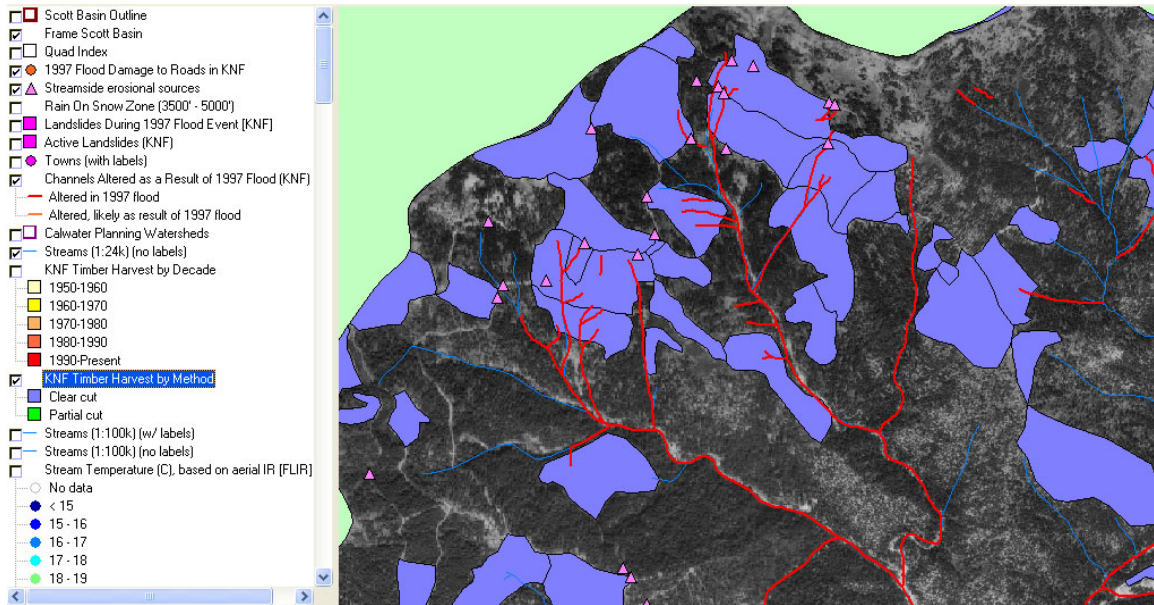 Scott Basin Outline
Frame Scott Basin
Quad Index
1997 Flood Damage to Roads in KNF
Streamside erosional sources
Rain On Snow Zone (3500' - 5000')
Landslides During 1997 Flood Event [KNF]
Active Landslides (KNF)
Towns (with labels)
Channels Altered as a Result of 1997 Flood (KNF)
Altered in 1997 flood
Altered, likely as result of 1997 flood
Calwater Planning Watersheds
Streams (1:24k) (no labels)
KNF Timber Harvest by Decade
1950-1960
1960-1970
1970-1980
1980-1990
1990-Present
KNF Timber Harvest by Method
Clear cut
Partial cut
Streams (1:100k) (w/ labels)
Streams (1:100k) (no labels)
Stream Temperature (C), based on aerial IR [FLIR]
No data
< 15
15 - 16
16 - 17
17 - 18
18 - 19